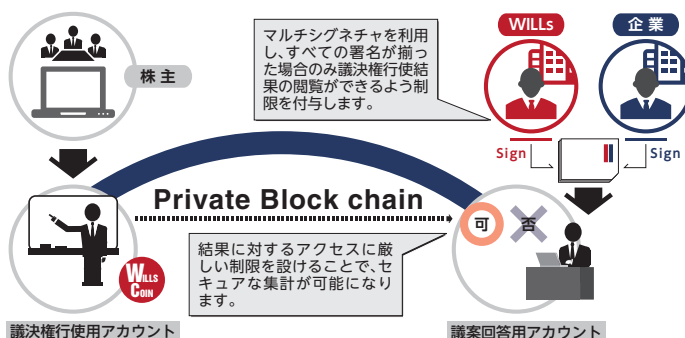 株主
マルチシグネチャを利用
し、すべての署名が揃っ
た場合のみ議決権行使結
果の閲覧ができるよう制
限を付与します。
WILLs
企業
Sign
Sign
Private Block chain
可
否
WILLS
COIN
結果に対するアクセスに厳
しい制限を設けることで、セ
キュアな集計が可能になり
ます。
議決権行使用アカウント
議案回答用アカウント